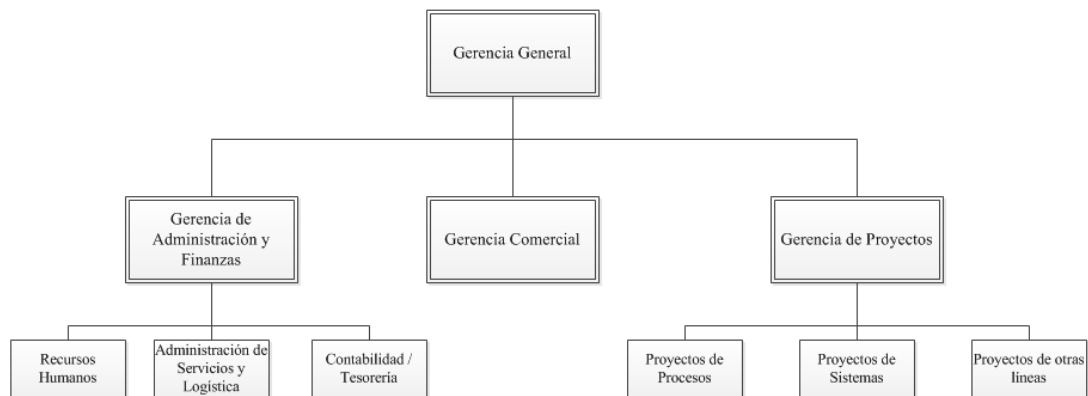 Gerencia General
Gerencia de
Administración y
Finanzas
Gerencia Comercial
Gerencia de Proyectos
Recursos
Humanos
Administración de
Servicios y
Logística
Contabilidad /
Tesorería
Proyectos de
Procesos
Proyectos de
Sistemas
Proyectos de otras
líneas